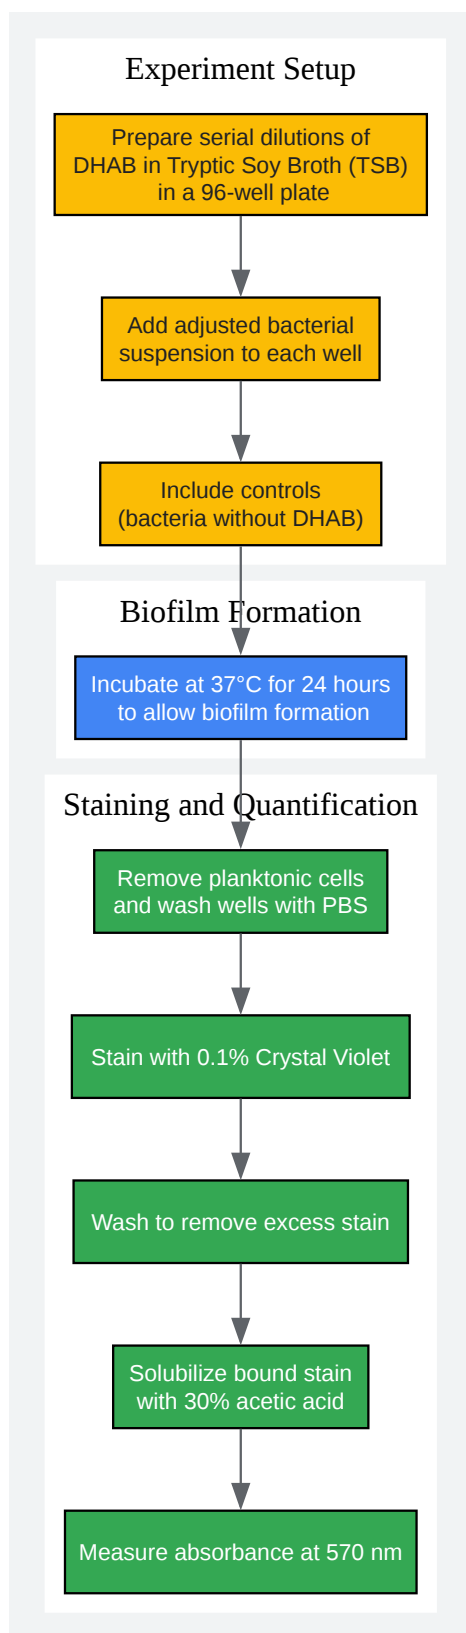 Experiment Setup
Prepare serial dilutions of
DHAB in Tryptic Soy Broth (TSB)
in a 96-well plate
Add adjusted bacterial
suspension to each well
Include controls
(bacteria without DHAB)
Biofilm Formation
Incubate at 37°C for 24 hours
to allow biofilm formation
Staining and Quantification
Remove planktonic cells
and wash wells with PBS
Stain with 0.1% Crystal Violet
Wash to remove excess stain
Solubilize bound stain
with 30% acetic acid
Measure absorbance at 570 nm